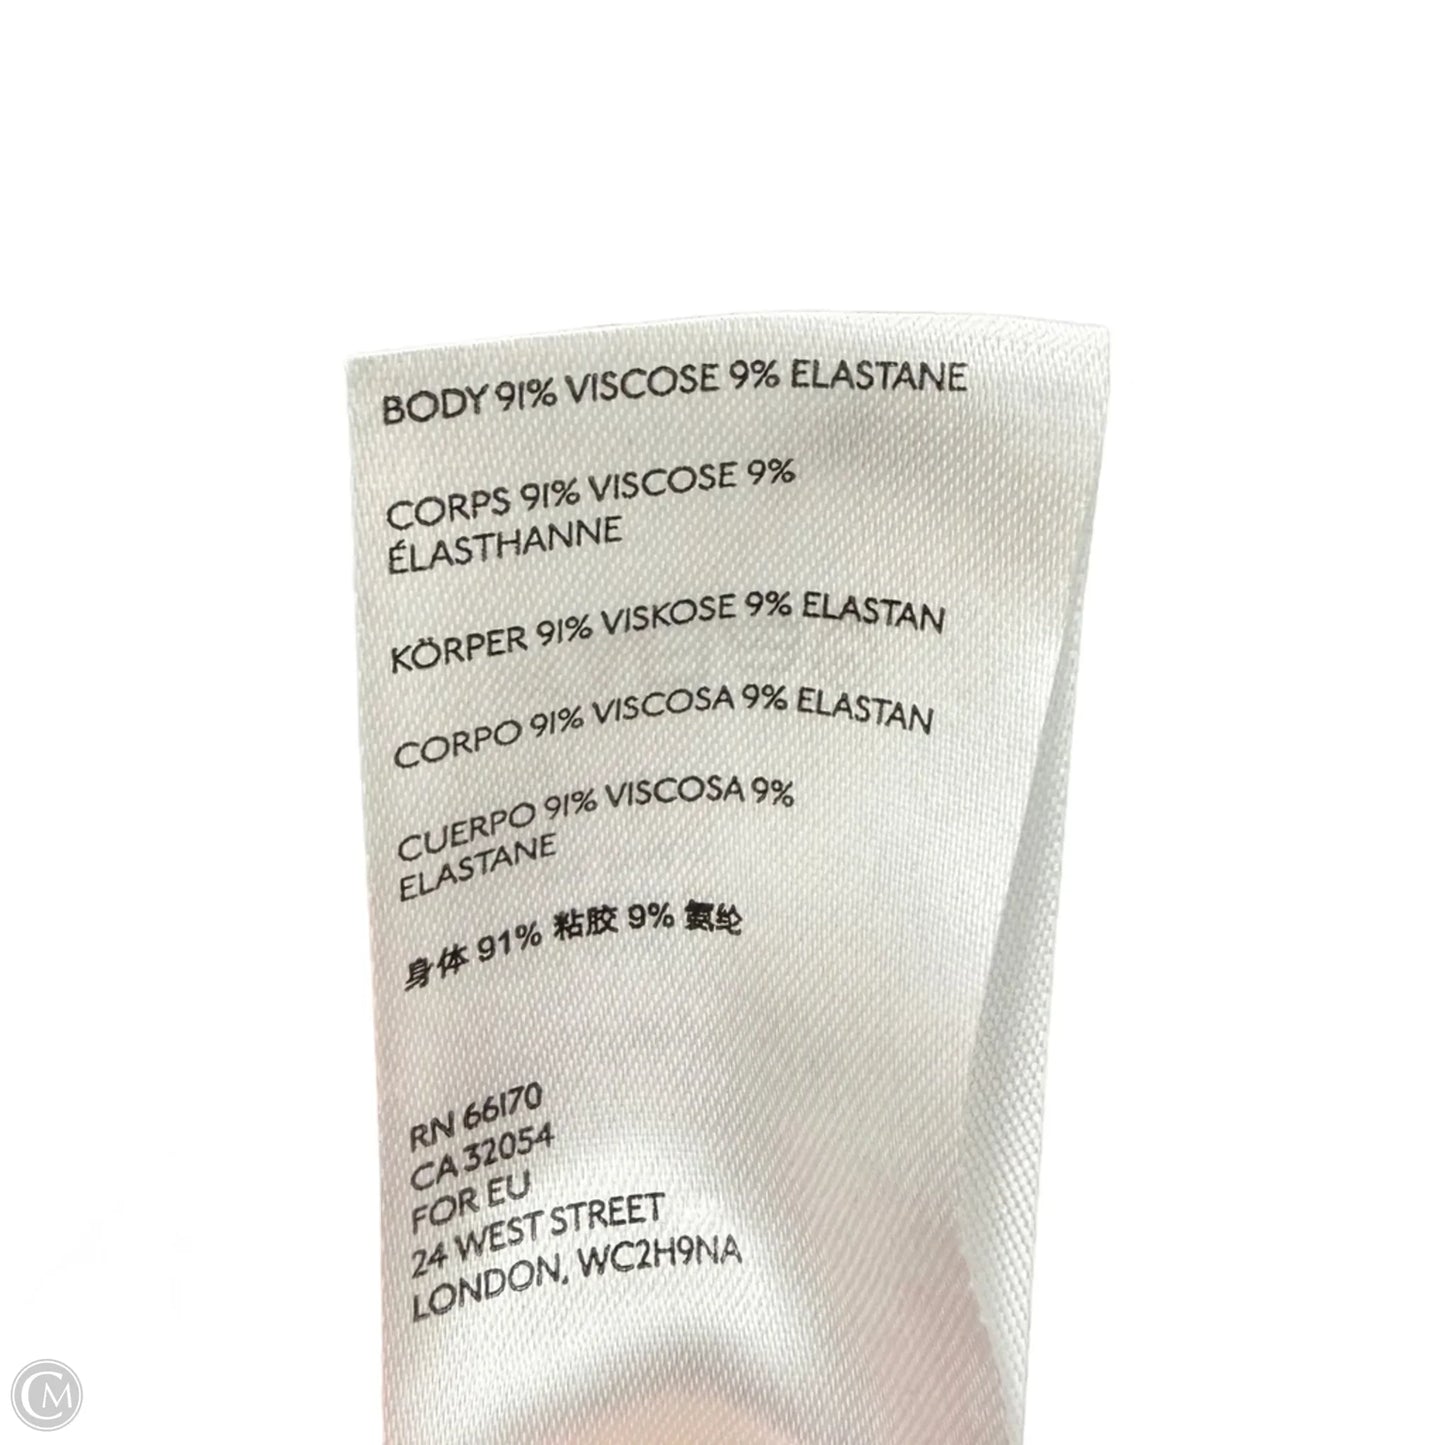 BODY 91% VISCOSE 9% ELASTANE
CORPS 91% VISCOSE 9%
ÉLASTHANNE
KÖRPER 91% VISKOSE 9% ELASTAN
CORPO 91% VISCOSA 9% ELASTAN
CUERPO 91% VISCOSA 9%
ELASTANE
身体 91% 粘胶 9% 氨纶
RN 66170
CA 32054
FOR EU
24 WEST STREET
LONDON, WC2H9NA
CM